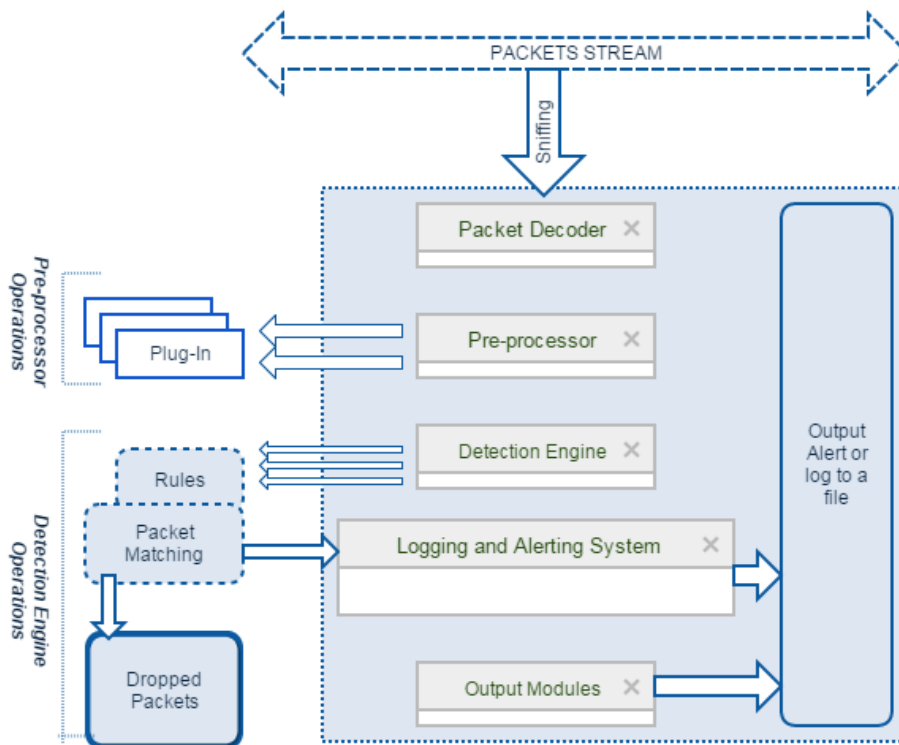 PACKETS STREAM
Sniffing
Packet Decoder
Pre-processor
Operations
Plug-In
Pre-processor
Detection Engine
Rules
Packet
Matching
Detection Engine
Operations
Logging and Alerting System
Output
Alert or
log to a
file
Dropped
Packets
Output Modules